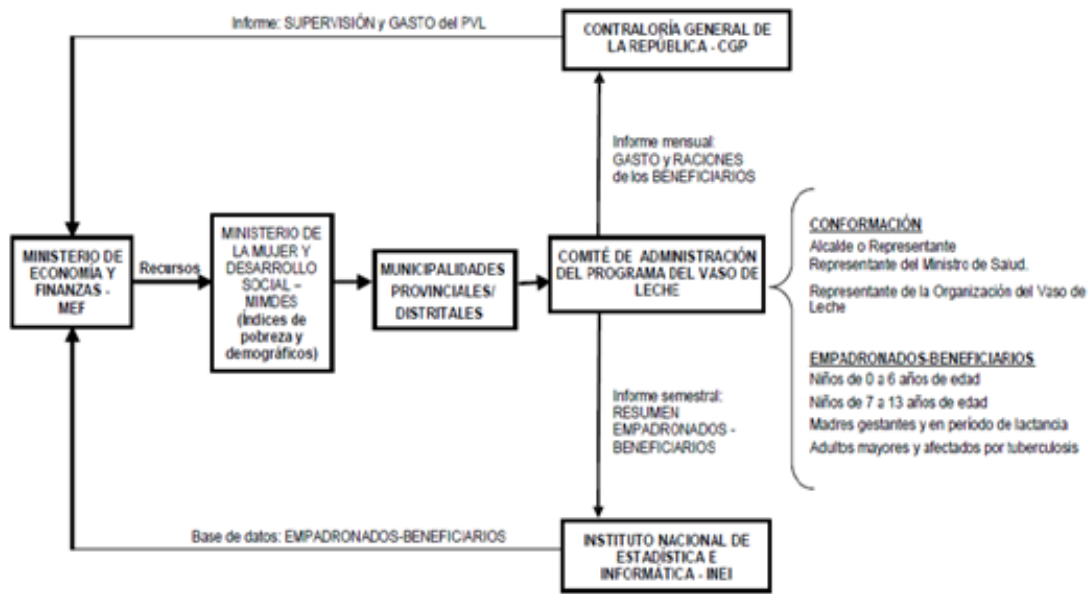 Informe: SUPERVISIÓN y GASTO del PVL
CONTRALORÍA GENERAL DE
LA REPÚBLICA - CGP
Informe mensual:
GASTO y RACIONES
de los BENEFICIARIOS
MINISTERIO DE
ECONOMÍA Y
FINANZAS -
MEF
Recursos
MINISTERIO DE
LA MUJER Y
DESARROLLO
SOCIAL –
MIMDES
(Índices de
pobreza y
demográficos)
MUNICIPALIDADES
PROVINCIALES/
DISTRITALES
COMITÉ DE ADMINISTRACIÓN
DEL PROGRAMA DEL VASO DE
LECHE
CONFORMACIÓN
Alcalde o Representante
Representante del Ministro de Salud.
Representante de la Organización del Vaso de
Leche
EMPADRONADOS-BENEFICIARIOS
Niños de 0 a 6 años de edad
Niños de 7 a 13 años de edad
Madres gestantes y en período de lactancia
Adultos mayores y afectados por tuberculosis
Informe semestral:
RESUMEN
EMPADRONADOS -
BENEFICIARIOS
Base de datos: EMPADRONADOS-BENEFICIARIOS
INSTITUTO NACIONAL DE
ESTADÍSTICA E
INFORMÁTICA - INEI